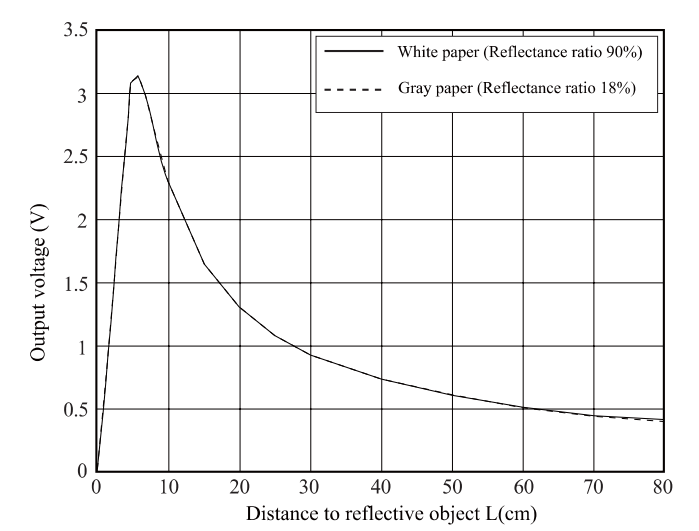 3.5
3
2.5
2
1.5
1
0.5
0
Output voltage (V)
White paper (Reflectance ratio 90%)
Gray paper (Reflectance ratio 18%)
0 10 20 30 40 50 60 70 80
Distance to reflective object L(cm)